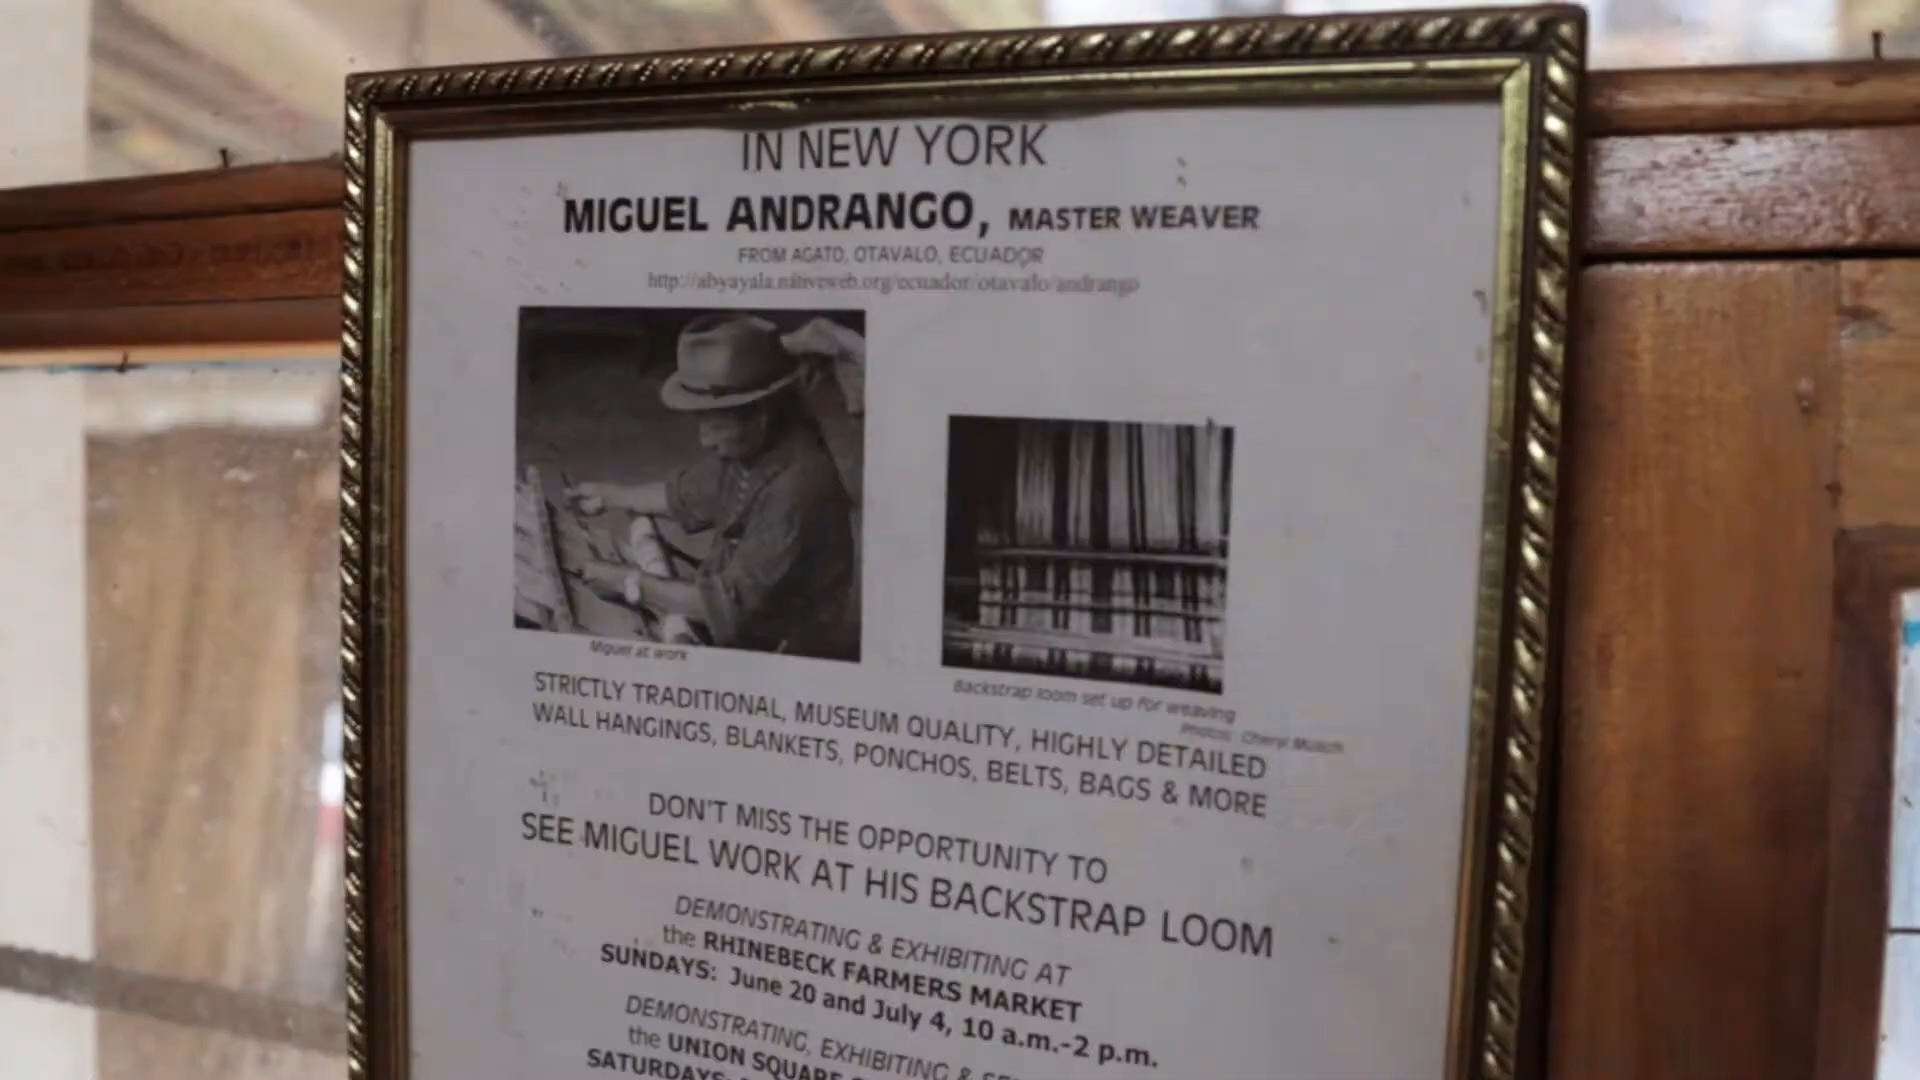 IN NEW YORK
MIGUEL ANDRANGO, MASTER WEAVER
FROM AGATO, OTAVALO, ECUADOR
http://abyayala.nativeweb.org/ecuador/otavalo/andrango
Miguel at work
Backstrap loom set up for weaving
Photos: Cheryl Musch
STRICTLY TRADITIONAL, MUSEUM QUALITY, HIGHLY DETAILED
WALL HANGINGS, BLANKETS, PONCHOS, BELTS, BAGS & MORE
DON'T MISS THE OPPORTUNITY TO
SEE MIGUEL WORK AT HIS BACKSTRAP LOOM
DEMONSTRATING & EXHIBITING AT
the RHINEBECK FARMERS MARKET
SUNDAYS: June 20 and July 4, 10 a.m.-2 p.m.
DEMONSTRATING, EXHIBITING &
the UNION SQUARE
SATURDAYS: